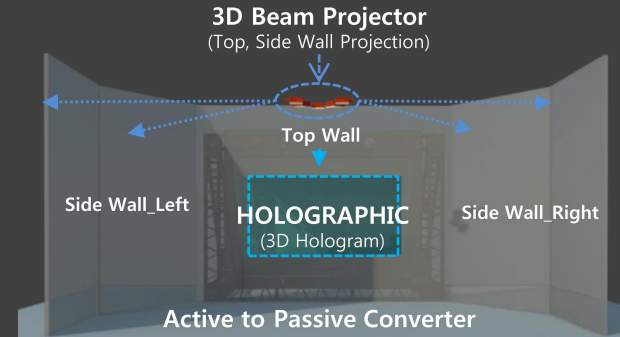 3D Beam Projector
(Top, Side Wall Projection)
Top Wall
Side Wall_Left
HOLOGRAPHIC
(3D Hologram)
Side Wall_Right
Active to Passive Converter